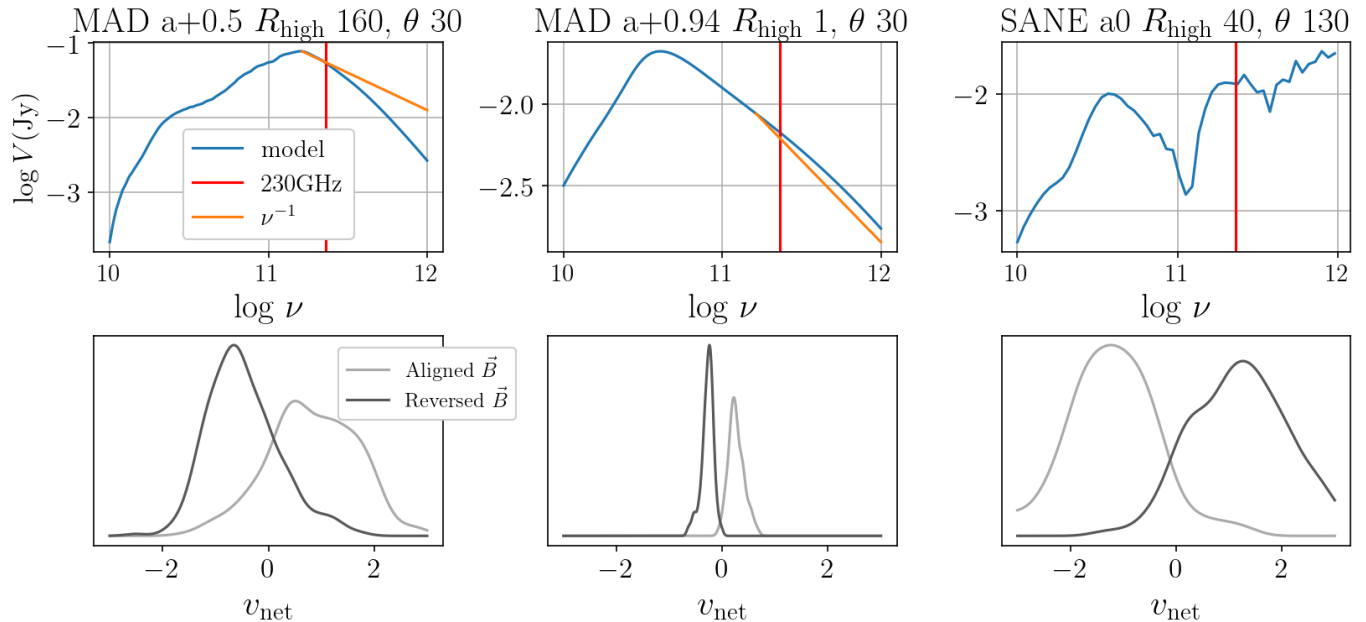 MAD a+0.5 R_high 160, θ 30
MAD a+0.94 R_high 1, θ 30
SANE a0 R_high 40, θ 130
log V(Jy)
−1
−2
−3
model
230GHz
ν⁻¹
10
11
12
log ν
−2.0
−2.5
10
11
12
log ν
−2
−3
10
11
12
log ν
Aligned B⃗
Reversed B⃗
−2
0
2
v_net
−2
0
2
v_net
−2
0
2
v_net